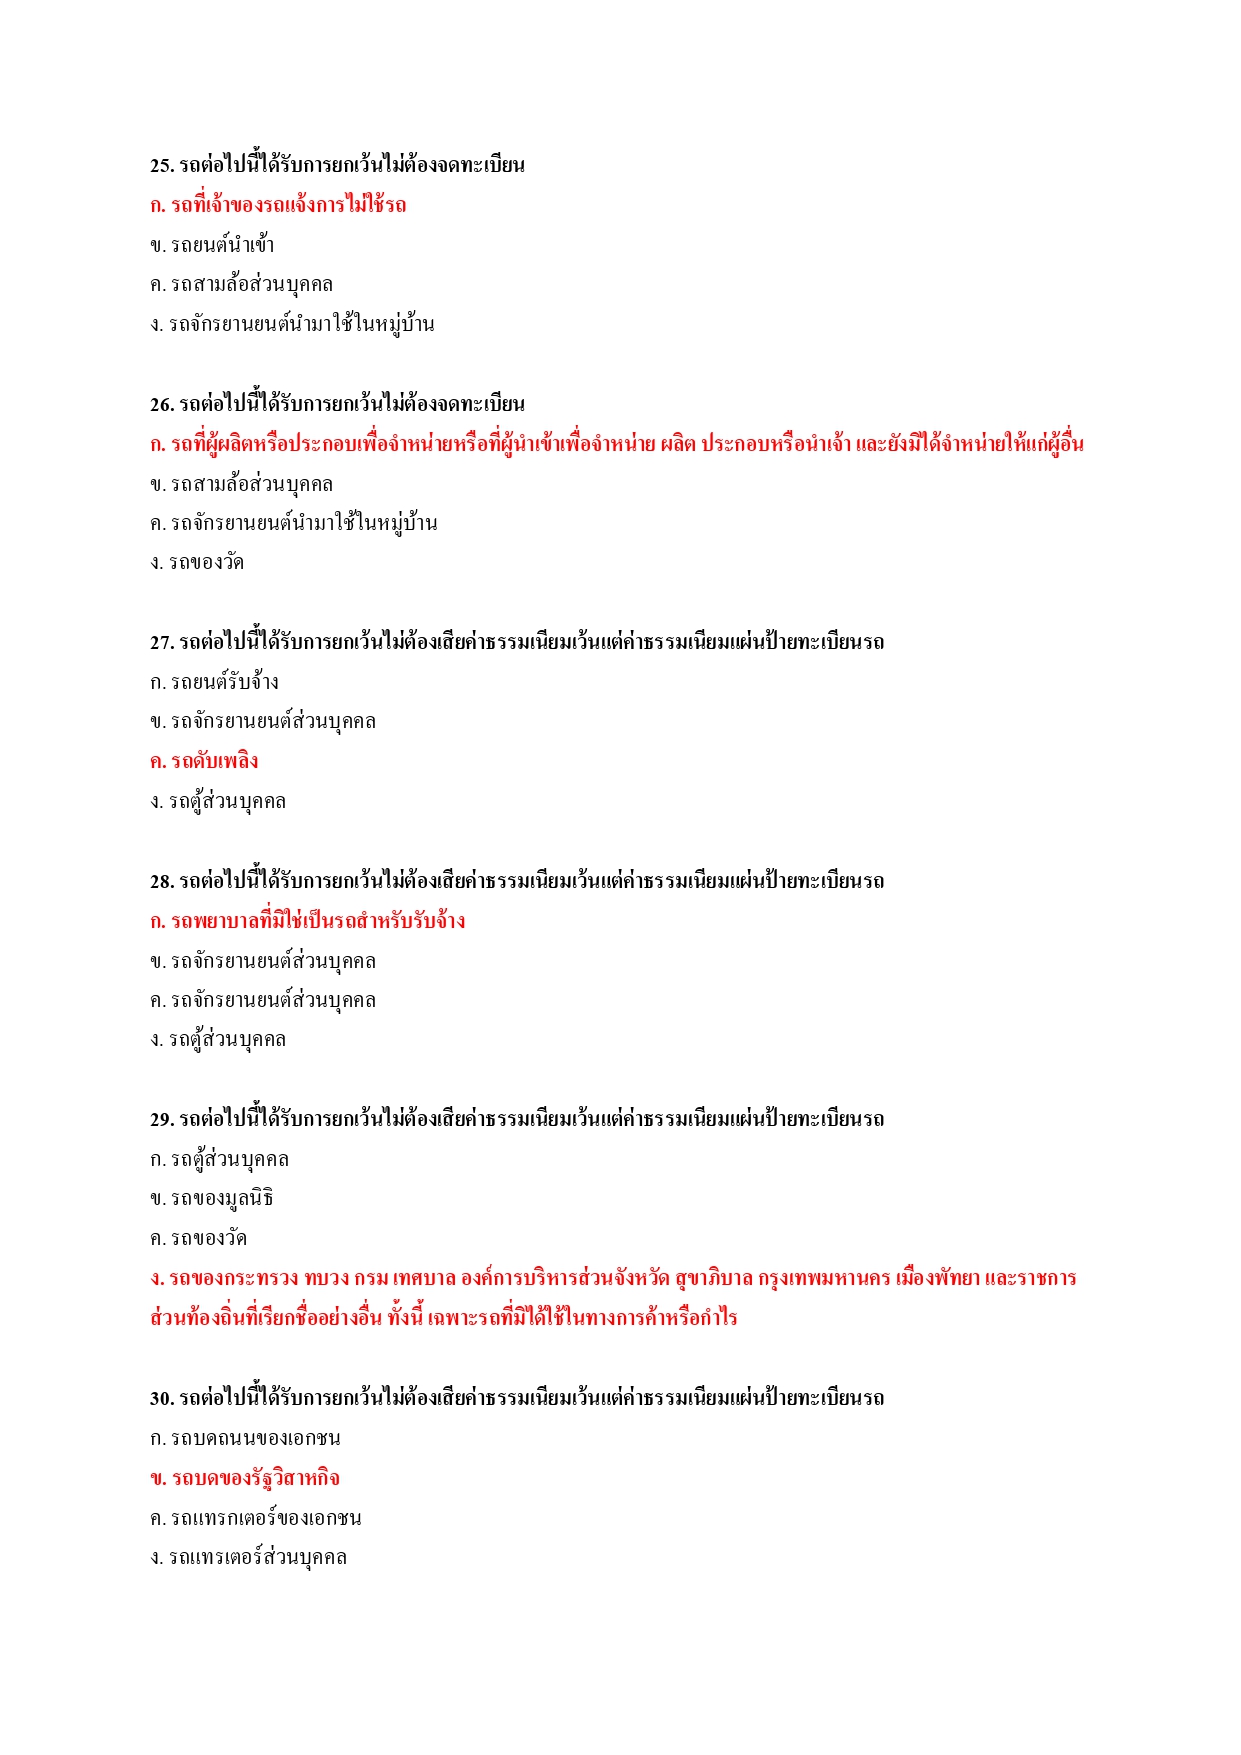 25. รถต่อไปนี้ได้รับการยกเว้นไม่ต้องจดทะเบียน
ก. รถที่เจ้าของรถแจ้งการไม่ใช้รถ
ข. รถยนต์นำเข้า
ค. รถสามล้อส่วนบุคคล
ง. รถจักรยานยนต์นำมาใช้ในหมู่บ้าน
26. รถต่อไปนี้ได้รับการยกเว้นไม่ต้องจดทะเบียน
ก. รถที่ผู้ผลิตหรือประกอบเพื่อจำหน่ายหรือที่ผู้นำเข้าเพื่อจำหน่าย ผลิต ประกอบหรือนำเจ้า และยังมิได้จำหน่ายให้แก่ผู้อื่น
ข. รถสามล้อส่วนบุคคล
ค. รถจักรยานยนต์นำมาใช้ในหมู่บ้าน
ง. รถของวัด
27. รถต่อไปนี้ได้รับการยกเว้นไม่ต้องเสียค่าธรรมเนียมเว้นแต่ค่าธรรมเนียมแผ่นป้ายทะเบียนรถ
ก. รถยนต์รับจ้าง
ข. รถจักรยานยนต์ส่วนบุคคล
ค. รถดับเพลิง
ง. รถตู้ส่วนบุคคล
28. รถต่อไปนี้ได้รับการยกเว้นไม่ต้องเสียค่าธรรมเนียมเว้นแต่ค่าธรรมเนียมแผ่นป้ายทะเบียนรถ
ก. รถพยาบาลที่มิใช่เป็นรถสำหรับรับจ้าง
ข. รถจักรยานยนต์ส่วนบุคคล
ค. รถจักรยานยนต์ส่วนบุคคล
ง. รถตู้ส่วนบุคคล
29. รถต่อไปนี้ได้รับการยกเว้นไม่ต้องเสียค่าธรรมเนียมเว้นแต่ค่าธรรมเนียมแผ่นป้ายทะเบียนรถ
ก. รถตู้ส่วนบุคคล
ข. รถของมูลนิธิ
ค. รถของวัด
ง. รถของกระทรวง ทบวง กรม เทศบาล องค์การบริหารส่วนจังหวัด สุขาภิบาล กรุงเทพมหานคร เมืองพัทยา และราชการ
ส่วนท้องถิ่นที่เรียกชื่ออย่างอื่น ทั้งนี้ เฉพาะรถที่มิได้ใช้ในทางการค้าหรือกำไร
30. รถต่อไปนี้ได้รับการยกเว้นไม่ต้องเสียค่าธรรมเนียมเว้นแต่ค่าธรรมเนียมแผ่นป้ายทะเบียนรถ
ก. รถบดถนนของเอกชน
ข. รถบดของรัฐวิสาหกิจ
ค. รถแทรกเตอร์ของเอกชน
ง. รถแทรเตอร์ส่วนบุคคล